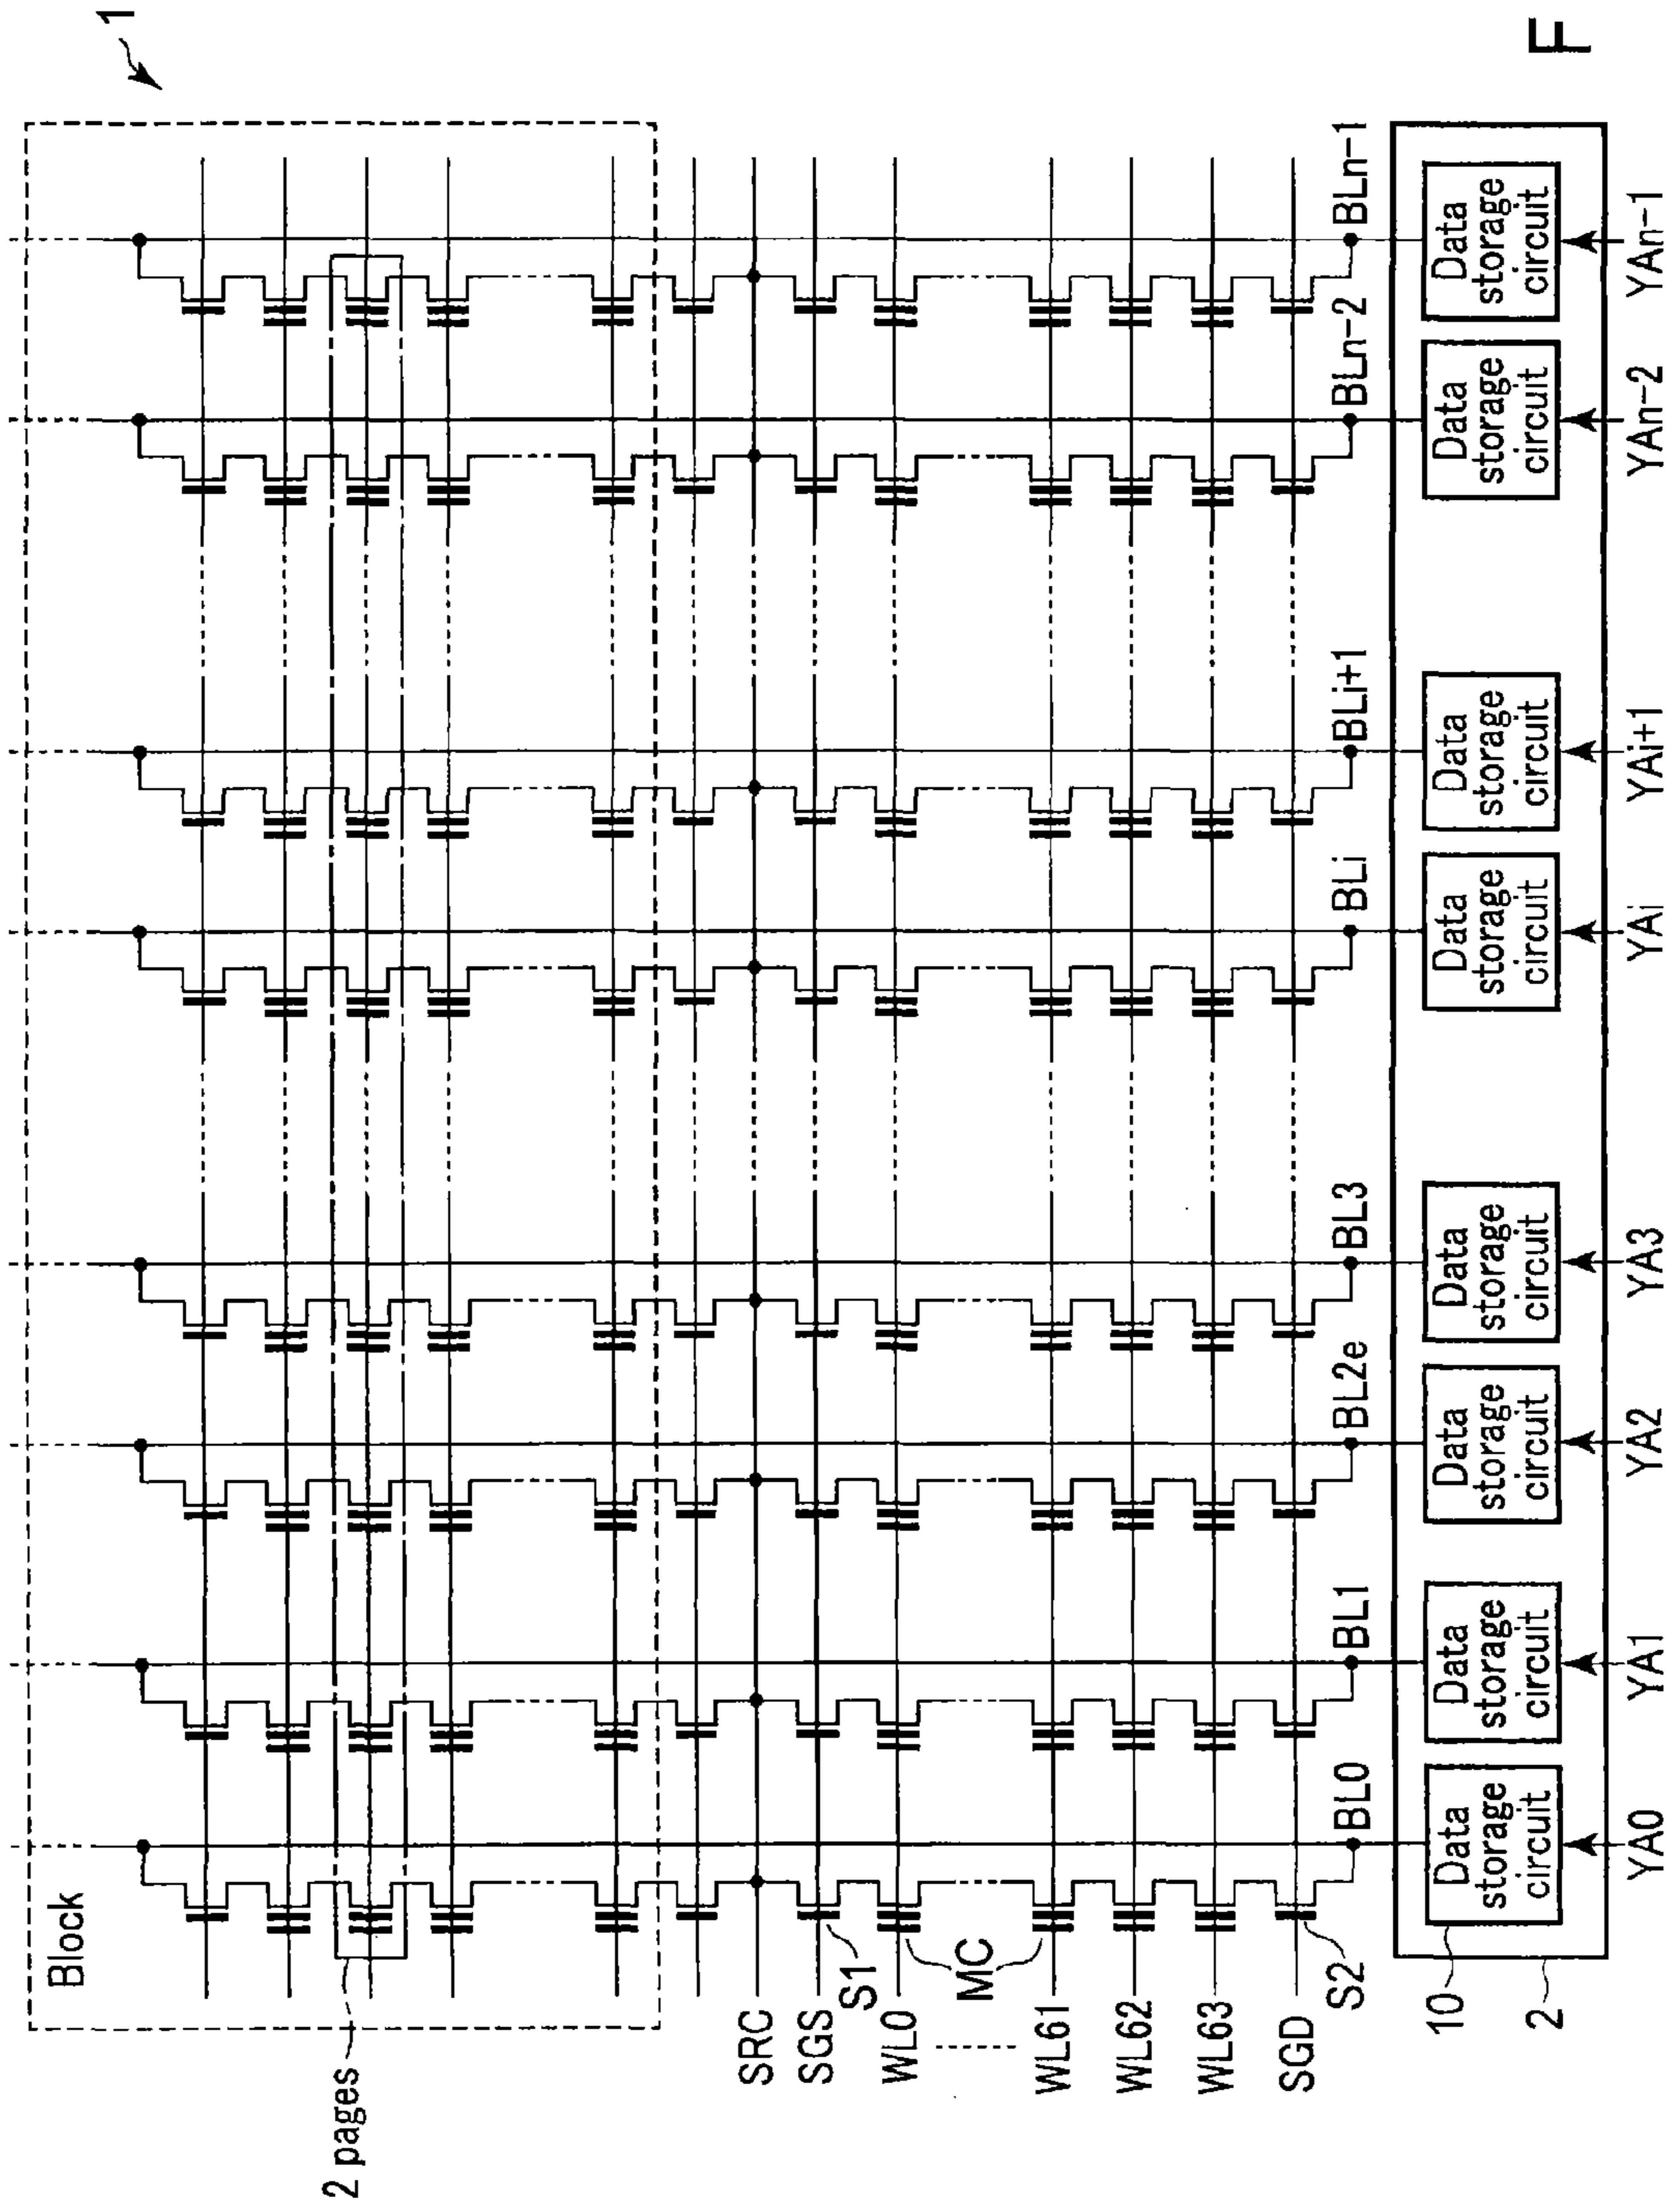 1
Block
2 pages
SRC
SGS
S1
WL0
MC
WL61
WL62
WL63
SGD
S2
BL0
BL1
BL2e
BL3
BLi
BLi+1
BLn-2
BLn-1
10
2
Data
storage
circuit
Data
storage
circuit
Data
storage
circuit
Data
storage
circuit
Data
storage
circuit
Data
storage
circuit
Data
storage
circuit
Data
storage
circuit
YA0
YA1
YA2
YA3
YAi
YAi+1
YAn-2
YAn-1
F